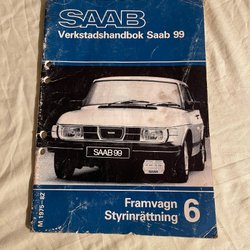 SAAB
Verkstadshandbok Saab 99
SAAB 99
Framvagn
Styrinrättning 6
M 1975-82